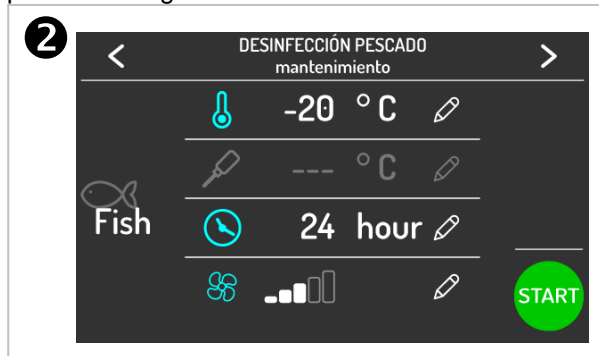 2
DESINFECCIÓN PESCADO
mantenimiento
-20 °C
--- °C
Fish
24 hour
START